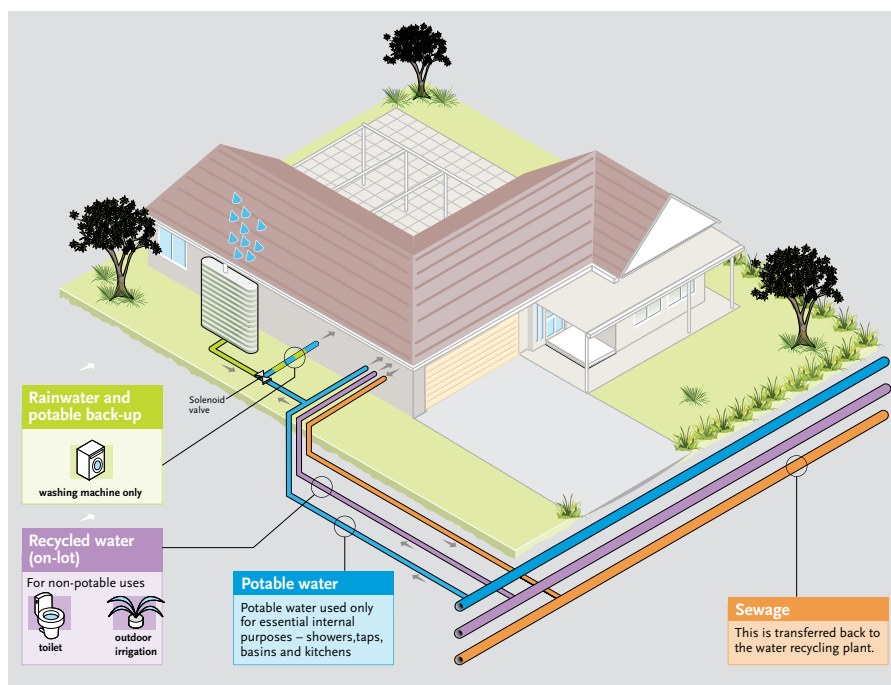 Solenoid
valve
Rainwater and
potable back-up
washing machine only
Recycled water
(on-lot)
For non-potable uses
toilet
outdoor
irrigation
Potable water
Potable water used only
for essential internal
purposes – showers,taps,
basins and kitchens
Sewage
This is transferred back to
the water recycling plant.